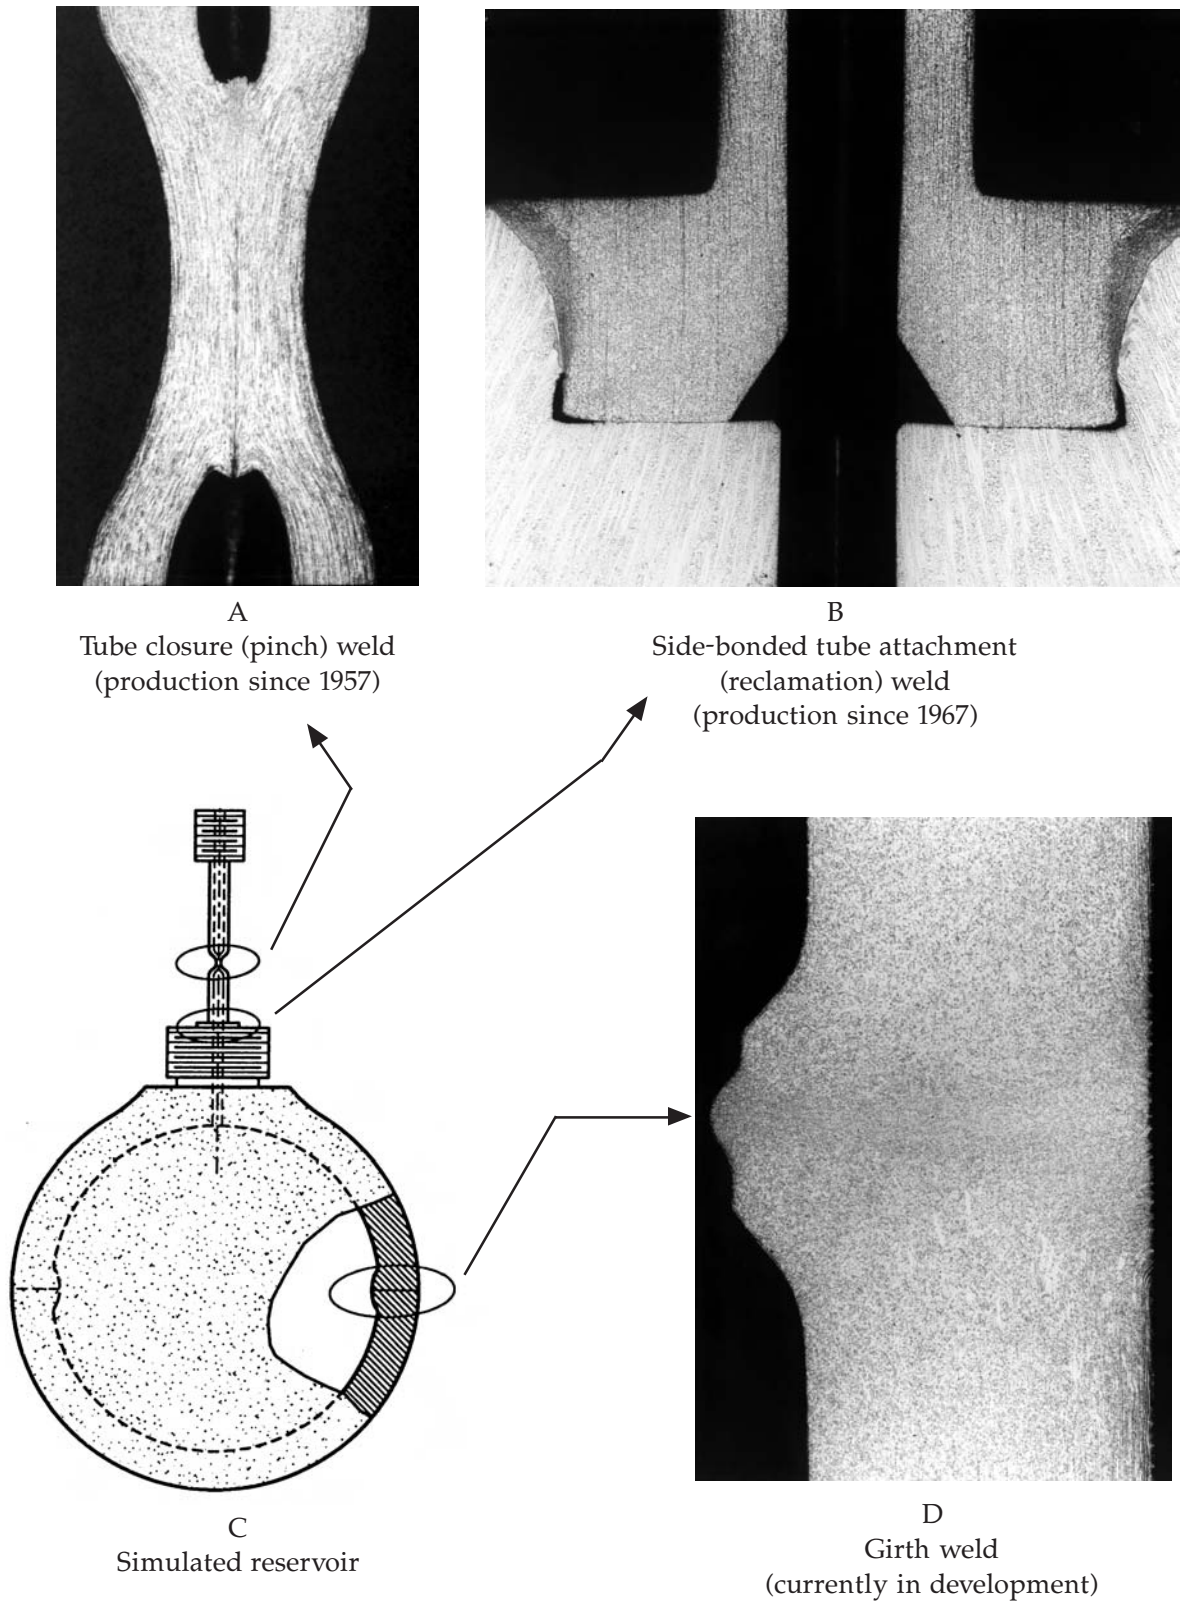 A
Tube closure (pinch) weld
(production since 1957)
B
Side-bonded tube attachment
(reclamation) weld
(production since 1967)
C
Simulated reservoir
D
Girth weld
(currently in development)